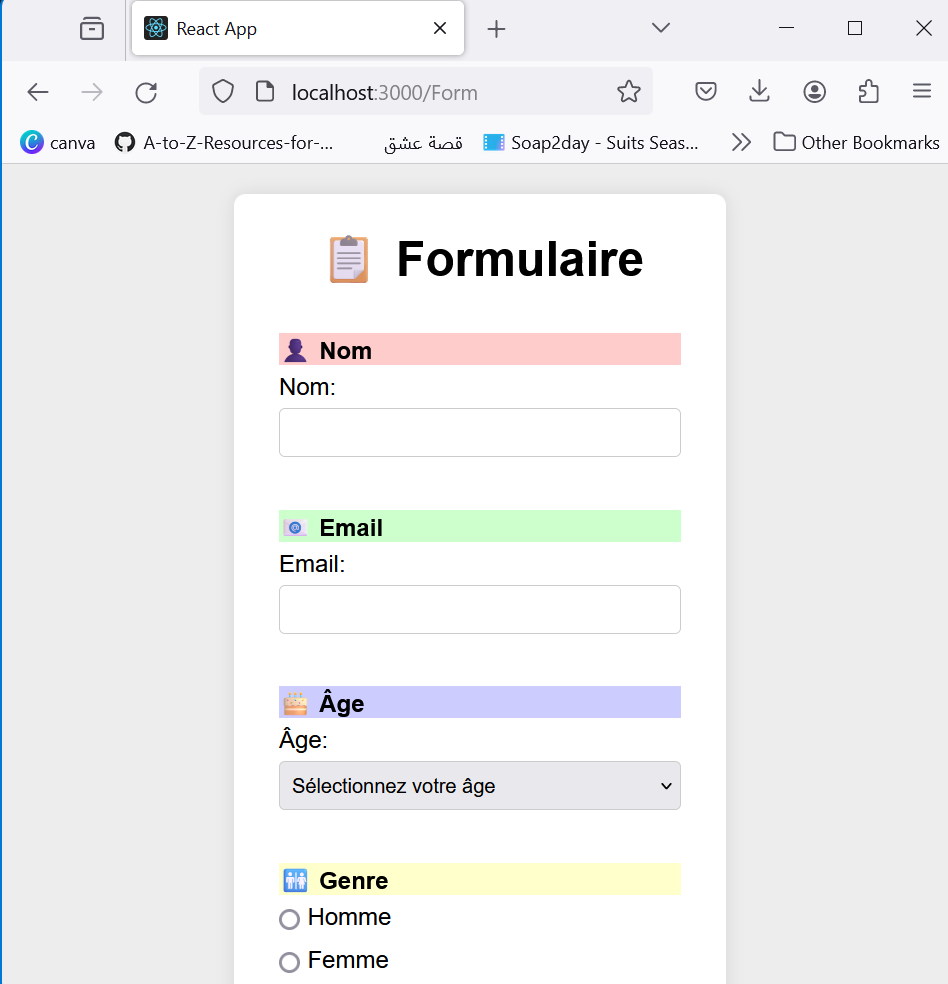 React App
localhost:3000/Form
canva
A-to-Z-Resources-for-...
قصة عشق
Soap2day - Suits Seas...
Other Bookmarks
Formulaire
Nom
Nom:
Email
Email:
Âge
Âge:
Sélectionnez votre âge
Genre
Homme
Femme